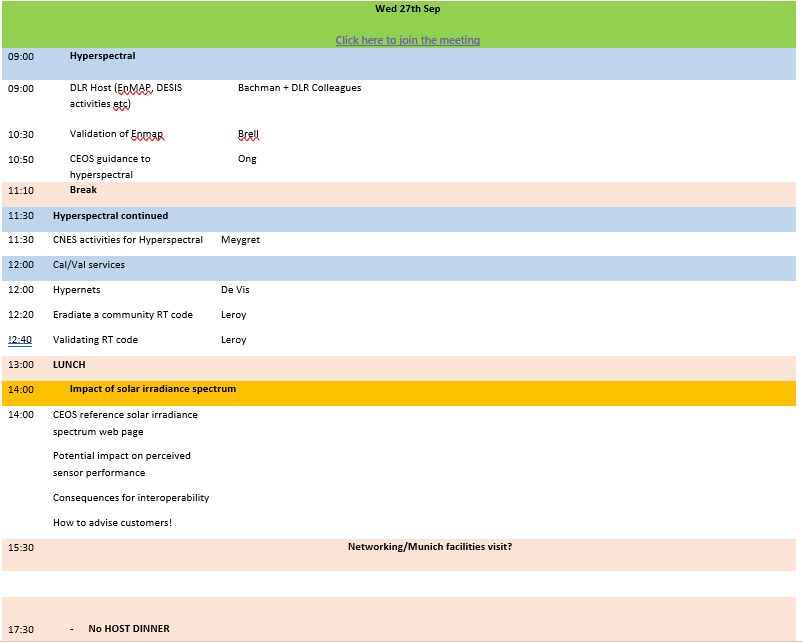 Wed 27th Sep
Click here to join the meeting
09:00 Hyperspectral
09:00 DLR Host (EnMAP, DESIS Bachman + DLR Colleagues
activities etc)
10:30 Validation of Enmap Brell
10:50 CEOS guidance to Ong
hyperspectral
11:10 Break
11:30 Hyperspectral continued
11:30 CNES activities for Hyperspectral Meygret
12:00 Cal/Val services
12:00 Hypernets De Vis
12:20 Eradiate a community RT code Leroy
!2:40 Validating RT code Leroy
13:00 LUNCH
14:00 Impact of solar irradiance spectrum
14:00 CEOS reference solar irradiance
spectrum web page
Potential impact on perceived
sensor performance
Consequences for interoperability
How to advise customers!
15:30 Networking/Munich facilities visit?
17:30 - No HOST DINNER